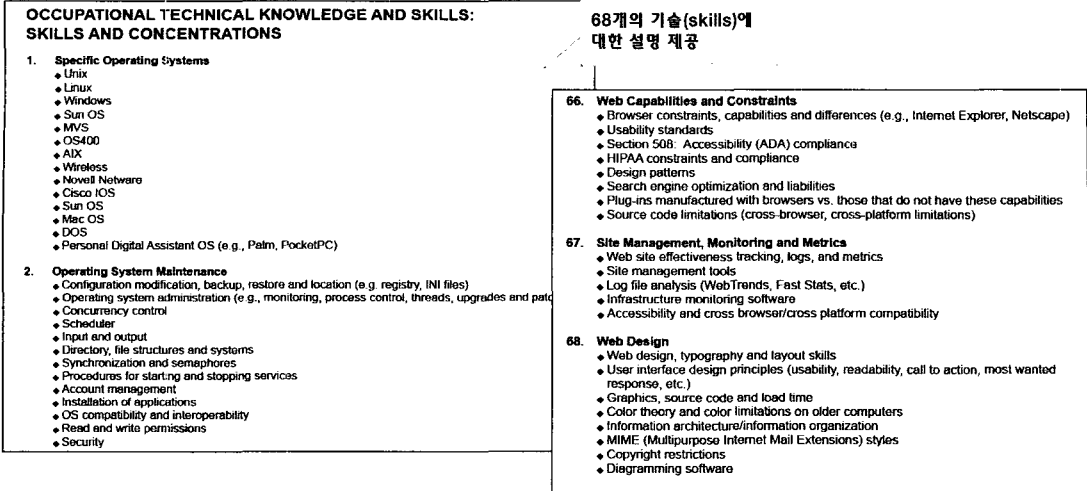 OCCUPATIONAL TECHNICAL KNOWLEDGE AND SKILLS:
SKILLS AND CONCENTRATIONS
1. Specific Operating Systems
◆ Unix
◆ Linux
◆ Windows
◆ Sun OS
◆ MVS
◆ OS400
◆ AIX
◆ Wireless
◆ Novell Netware
◆ Cisco IOS
◆ Sun OS
◆ Mac OS
◆ DOS
◆ Personal Digital Assistant OS (e.g., Palm, PocketPC)
2. Operating System Maintenance
◆ Configuration modification, backup, restore and location (e.g. registry, INI files)
◆ Operating system administration (e.g., monitoring, process control, threads, upgrades and patc
◆ Concurrency control
◆ Scheduler
◆ Input and output
◆ Directory, file structures and systems
◆ Synchronization and semaphores
◆ Procedures for starting and stopping services
◆ Account management
◆ Installation of applications
◆ OS compatibility and interoperability
◆ Read and write permissions
◆ Security
68개의 기술(skills)에
대한 설명 제공
66. Web Capabilities and Constraints
◆ Browser constraints, capabilities and differences (e.g., Internet Explorer, Netscape)
◆ Usability standards
◆ Section 508: Accessibility (ADA) compliance
◆ HIPAA constraints and compliance
◆ Design patterns
◆ Search engine optimization and liabilities
◆ Plug-ins manufactured with browsers vs. those that do not have these capabilities
◆ Source code limitations (cross-browser, cross-platform limitations)
67. Site Management, Monitoring and Metrics
◆ Web site effectiveness tracking, logs, and metrics
◆ Site management tools
◆ Log file analysis (WebTrends, Fast Stats, etc.)
◆ Infrastructure monitoring software
◆ Accessibility and cross browser/cross platform compatibility
68. Web Design
◆ Web design, typography and layout skills
◆ User interface design principles (usability, readability, call to action, most wanted
response, etc.)
◆ Graphics, source code and load time
◆ Color theory and color limitations on older computers
◆ Information architecture/information organization
◆ MIME (Multipurpose Internet Mail Extensions) styles
◆ Copyright restrictions
◆ Diagramming software